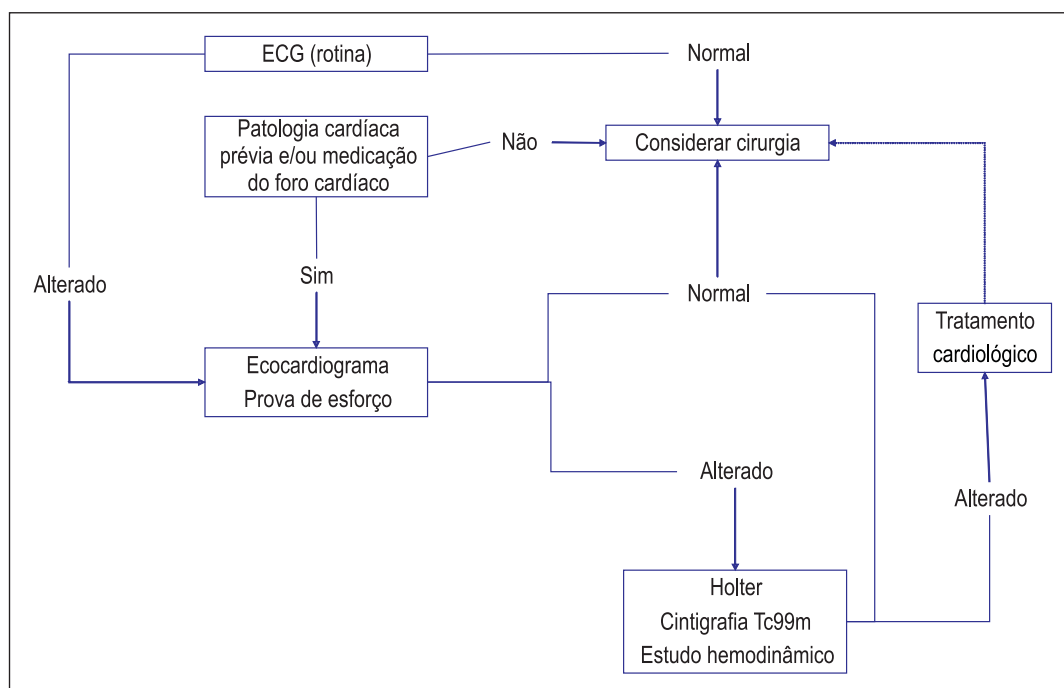 ECG (rotina)
Normal
Patologia cardíaca
prévia e/ou medicação
do foro cardíaco
Não
Considerar cirurgia
Alterado
Sim
Normal
Tratamento
cardiológico
Ecocardiograma
Prova de esforço
Alterado
Alterado
Holter
Cintigrafia Tc99m
Estudo hemodinâmico